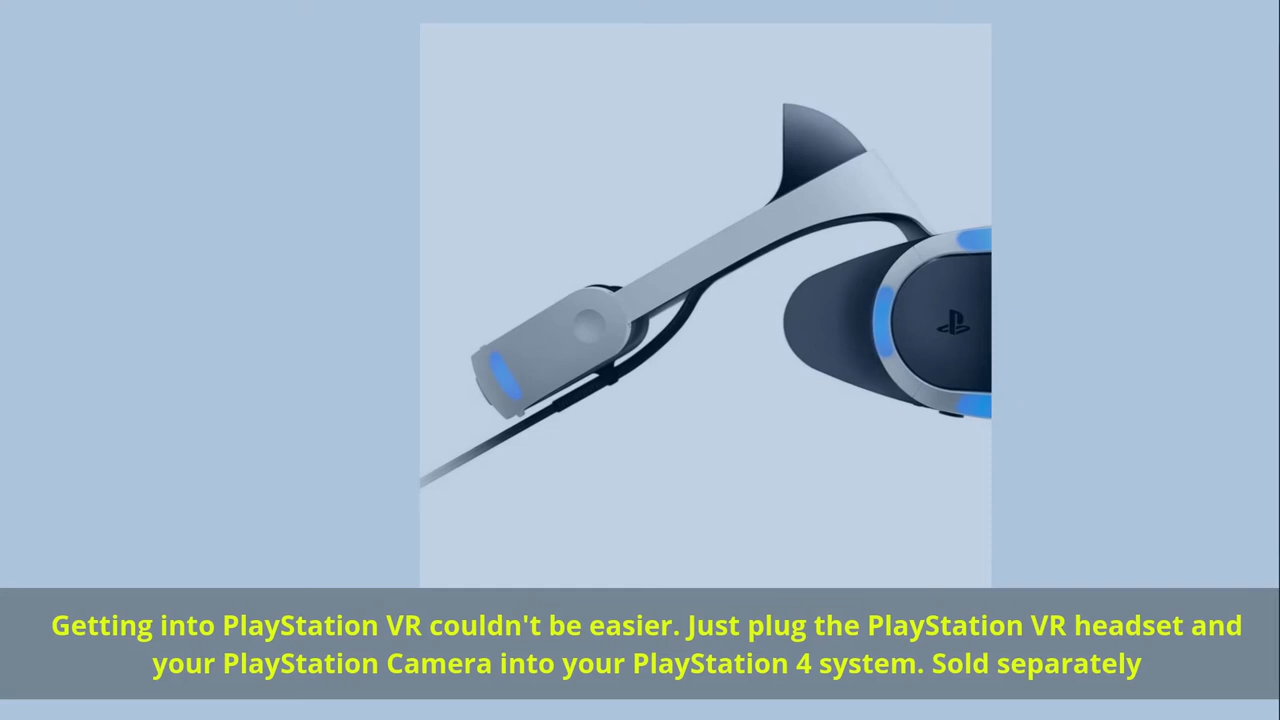 Getting into PlayStation VR couldn't be easier. Just plug the PlayStation VR headset and
your PlayStation Camera into your PlayStation 4 system. Sold separately